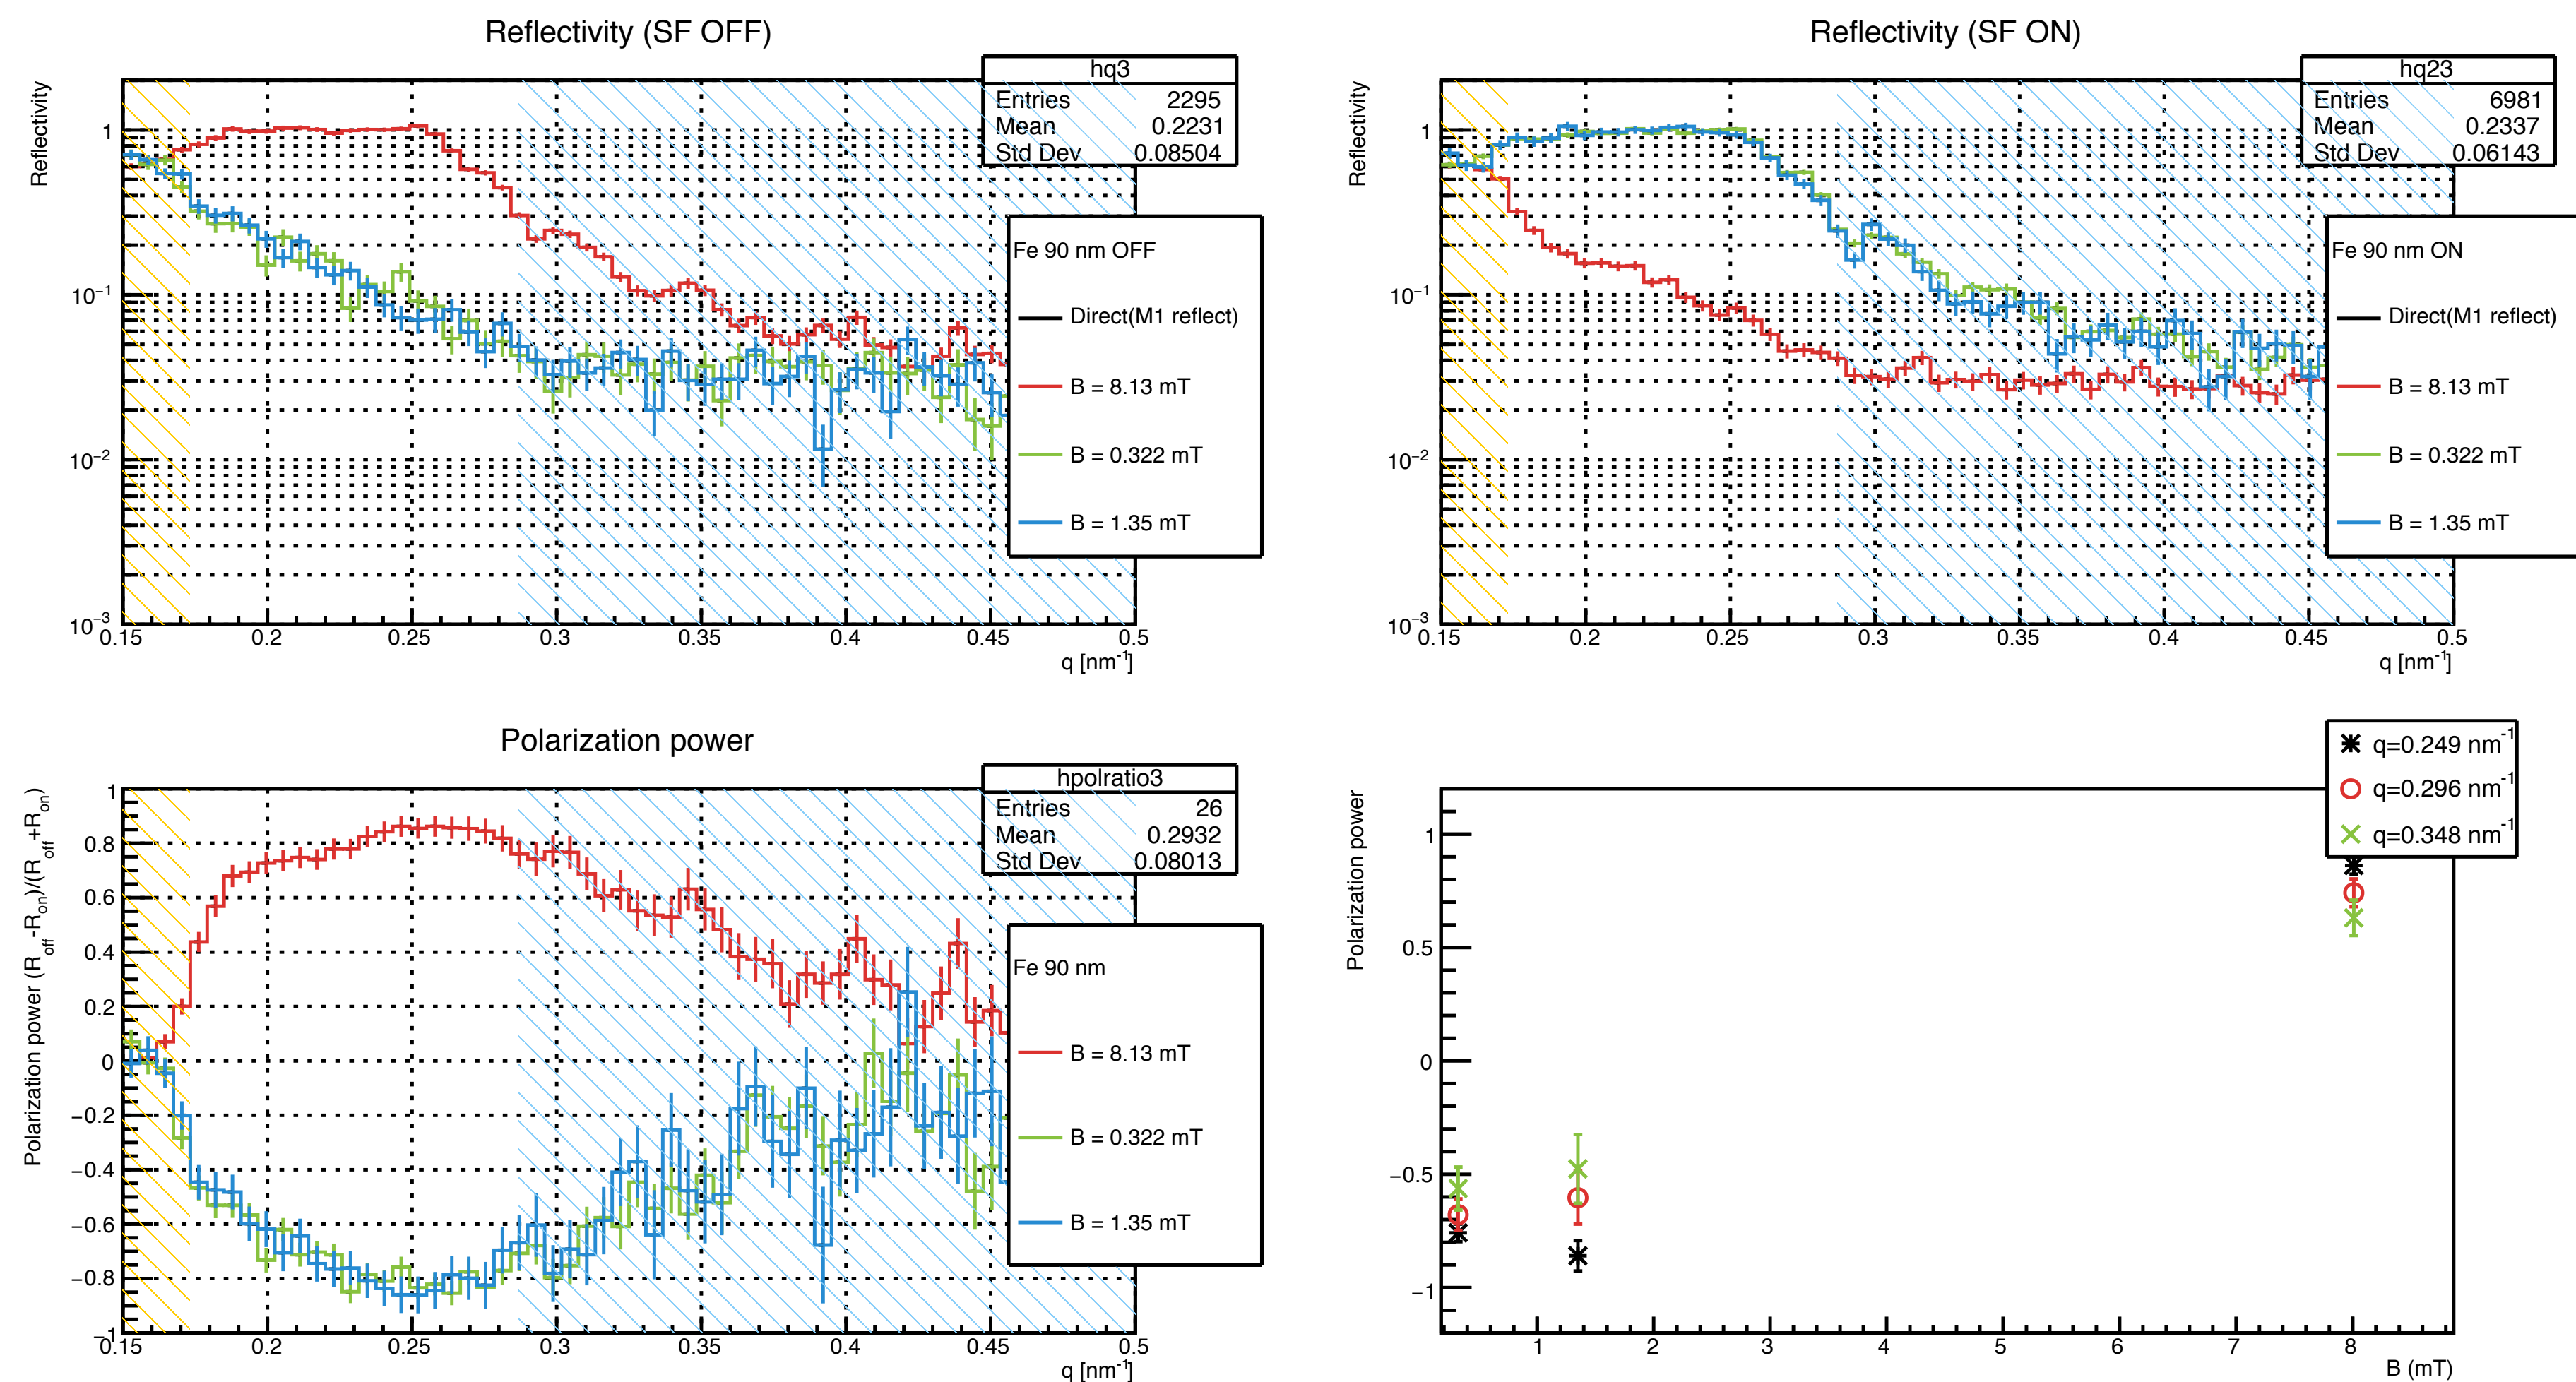 Reflectivity (SF OFF)
Reflectivity
hq3
Entries 2295
Mean 0.2231
Std Dev 0.08504
Fe 90 nm OFF
Direct(M1 reflect)
B = 8.13 mT
B = 0.322 mT
B = 1.35 mT
1
10⁻¹
10⁻²
10⁻³
0.15 0.2 0.25 0.3 0.35 0.4 0.45 0.5
q [nm⁻¹]
Reflectivity (SF ON)
Reflectivity
hq23
Entries 6981
Mean 0.2337
Std Dev 0.06143
Fe 90 nm ON
Direct(M1 reflect)
B = 8.13 mT
B = 0.322 mT
B = 1.35 mT
1
10⁻¹
10⁻²
10⁻³
0.15 0.2 0.25 0.3 0.35 0.4 0.45 0.5
q [nm⁻¹]
Polarization power
Polarization power (R_off-R_on)/(R_off+R_on)
hpolratio3
Entries 26
Mean 0.2932
Std Dev 0.08013
Fe 90 nm
B = 8.13 mT
B = 0.322 mT
B = 1.35 mT
1
0.8
0.6
0.4
0.2
0
−0.2
−0.4
−0.6
−0.8
−1
0.15 0.2 0.25 0.3 0.35 0.4 0.45 0.5
q [nm⁻¹]
q=0.249 nm⁻¹
q=0.296 nm⁻¹
q=0.348 nm⁻¹
Polarization power
1
0.5
0
−0.5
−1
1 2 3 4 5 6 7 8
B (mT)